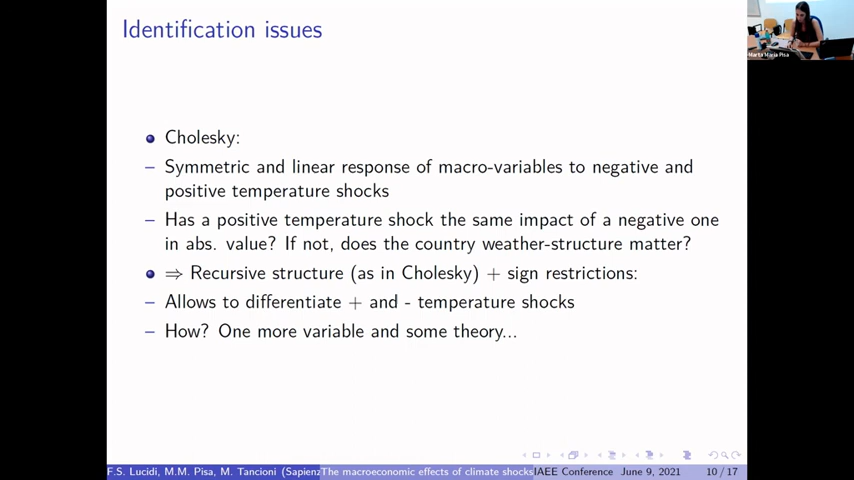 Identification issues
Marta Maria Pisa
Cholesky:
– Symmetric and linear response of macro-variables to negative and
positive temperature shocks
– Has a positive temperature shock the same impact of a negative one
in abs. value? If not, does the country weather-structure matter?
⇒ Recursive structure (as in Cholesky) + sign restrictions:
– Allows to differentiate + and - temperature shocks
– How? One more variable and some theory...
F.S. Lucidi, M.M. Pisa, M. Tancioni (Sapienz
The macroeconomic effects of climate shocks
IAEE Conference June 9, 2021
10 / 17